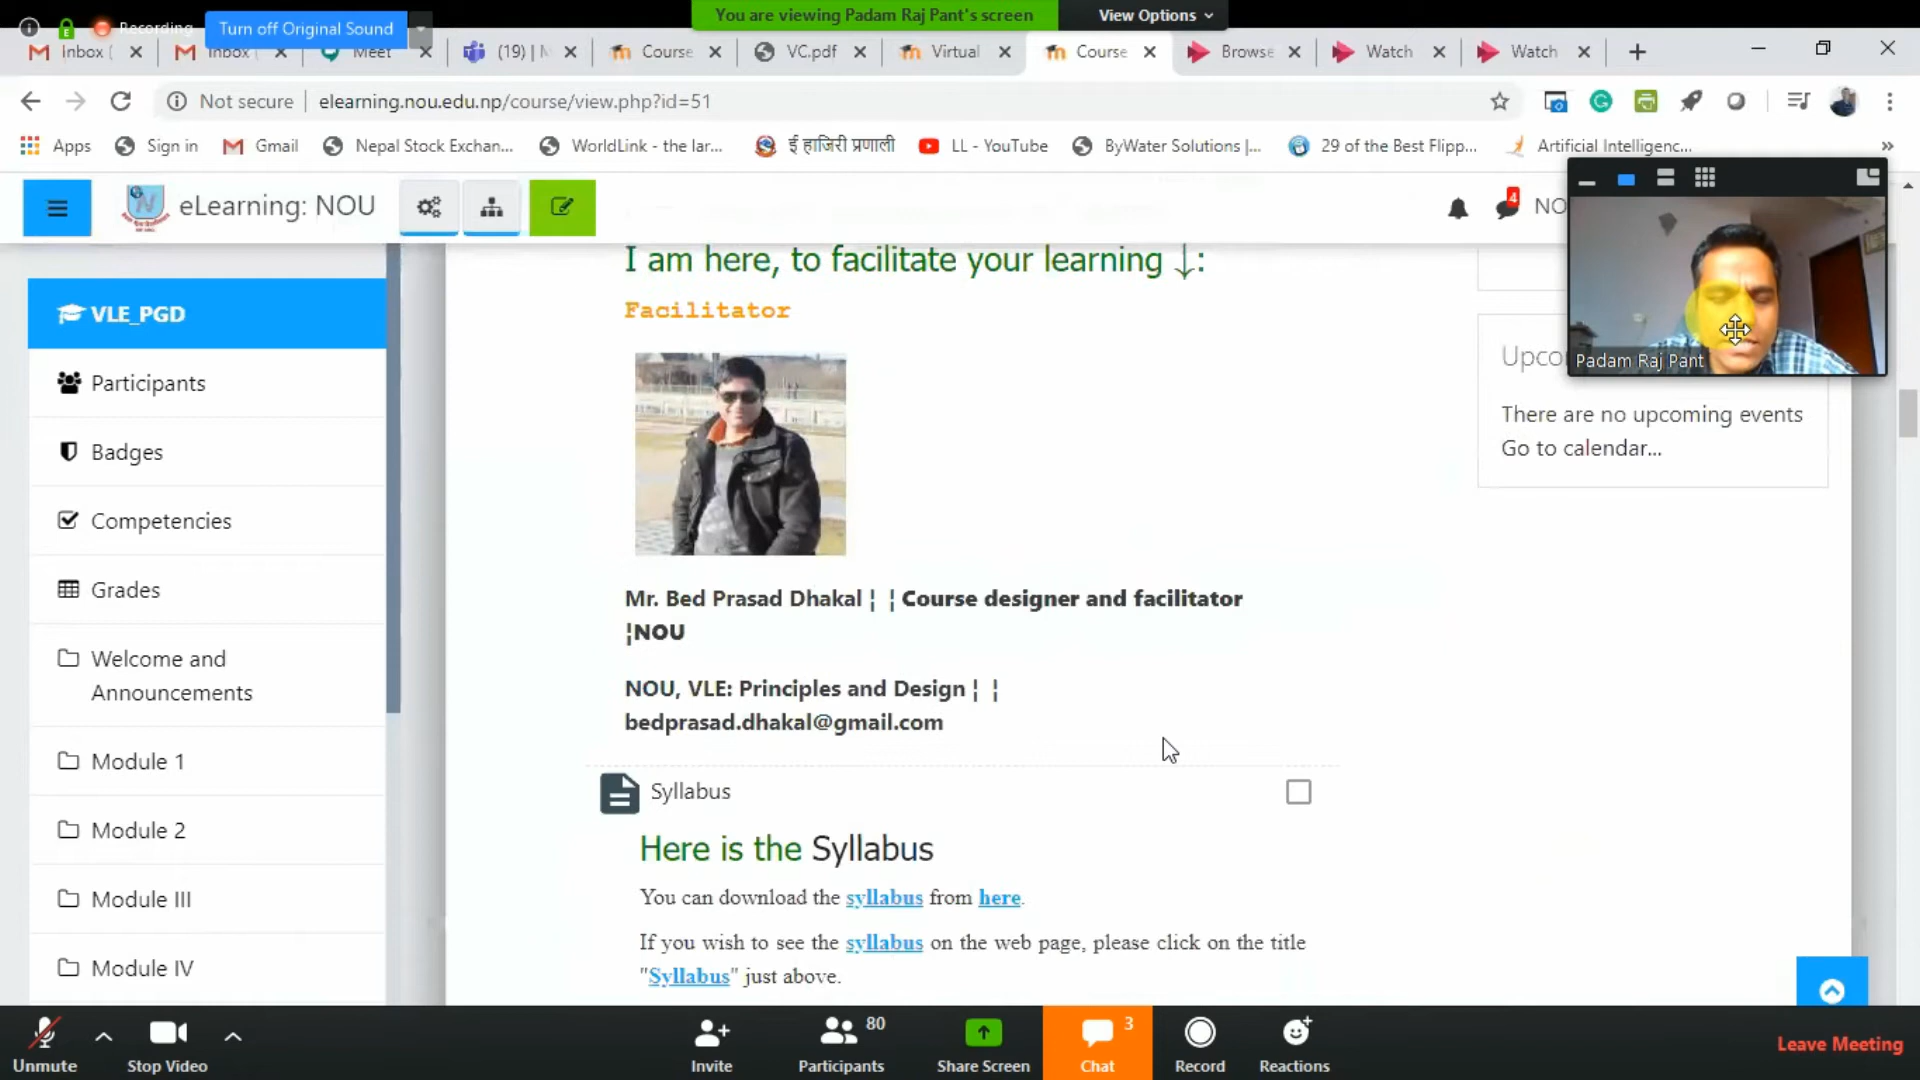 Recording
Turn off Original Sound
You are viewing Padam Raj Pant's screen
View Options
Inbox (
Inbox (
Meet
(19) |
Course
VC.pdf
Virtual
Course
Browse
Watch
Watch
Not secure
elearning.nou.edu.np/course/view.php?id=51
Apps
Sign in
Gmail
Nepal Stock Exchan...
WorldLink - the lar...
ई हाजिरी प्रणाली
LL - YouTube
ByWater Solutions |...
29 of the Best Flipp...
Artificial Intelligenc...
»
eLearning: NOU
4
NO
VLE_PGD
Participants
Badges
Competencies
Grades
Welcome and
Announcements
Module 1
Module 2
Module III
Module IV
I am here, to facilitate your learning ↓:
Facilitator
Mr. Bed Prasad Dhakal ¦ ¦ Course designer and facilitator
¦NOU
NOU, VLE: Principles and Design ¦ ¦
bedprasad.dhakal@gmail.com
Syllabus
Here is the Syllabus
You can download the syllabus from here.
If you wish to see the syllabus on the web page, please click on the title
"Syllabus" just above.
Padam Raj Pant
Upco
There are no upcoming events
Go to calendar...
Unmute
Stop Video
Invite
80
Participants
Share Screen
3
Chat
Record
Reactions
Leave Meeting